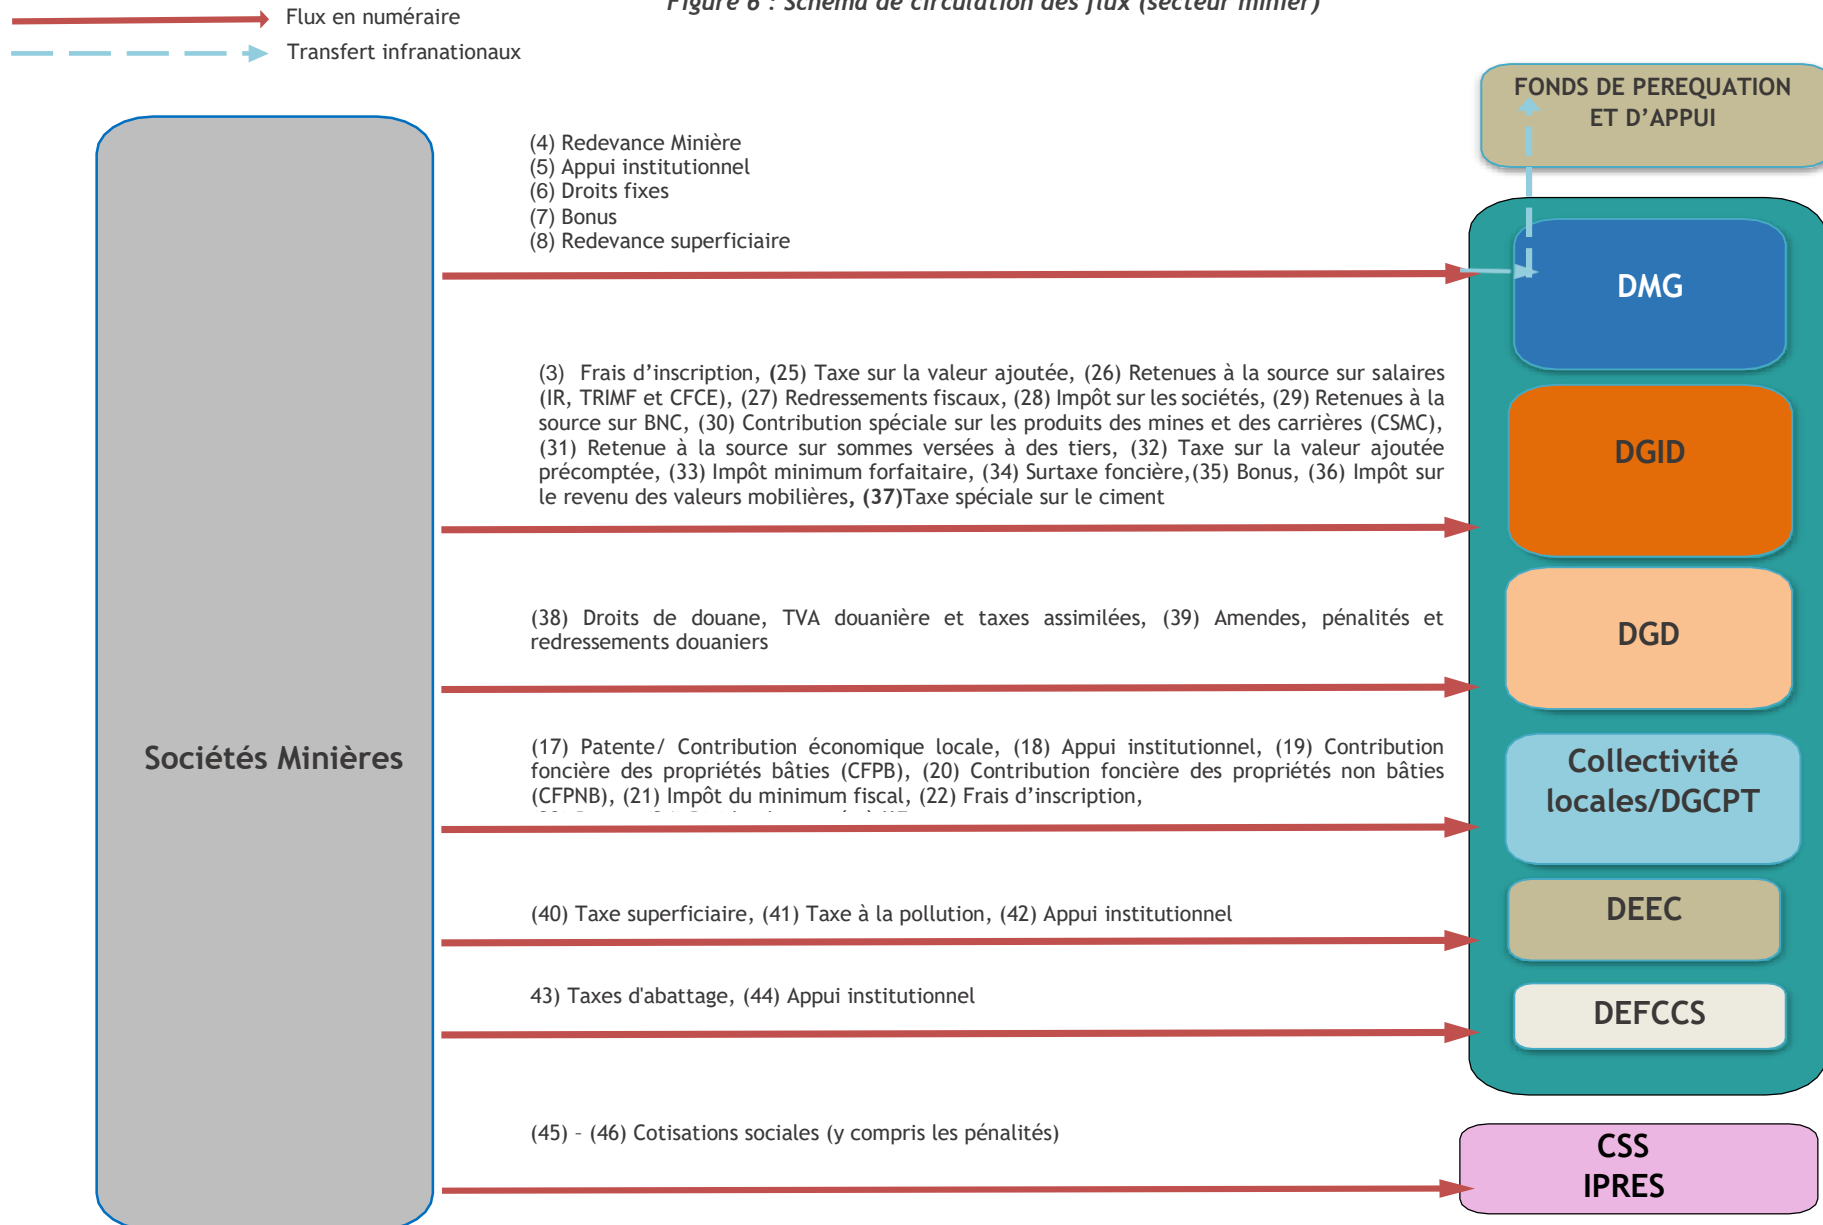 Figure 6 : Schéma de circulation des flux (secteur minier)
Flux en numéraire
Transfert infranationaux
FONDS DE PEREQUATION
ET D'APPUI
(4) Redevance Minière
(5) Appui institutionnel
(6) Droits fixes
(7) Bonus
(8) Redevance superficiaire
DMG
(3) Frais d'inscription, (25) Taxe sur la valeur ajoutée, (26) Retenues à la source sur salaires
(IR, TRIMF et CFCE), (27) Redressements fiscaux, (28) Impôt sur les sociétés, (29) Retenues à la
source sur BNC, (30) Contribution spéciale sur les produits des mines et des carrières (CSMC),
(31) Retenue à la source sur sommes versées à des tiers, (32) Taxe sur la valeur ajoutée
précomptée, (33) Impôt minimum forfaitaire, (34) Surtaxe foncière,(35) Bonus, (36) Impôt sur
le revenu des valeurs mobilières, (37)Taxe spéciale sur le ciment
DGID
(38) Droits de douane, TVA douanière et taxes assimilées, (39) Amendes, pénalités et
redressements douaniers
DGD
Sociétés Minières
(17) Patente/ Contribution économique locale, (18) Appui institutionnel, (19) Contribution
foncière des propriétés bâties (CFPB), (20) Contribution foncière des propriétés non bâties
(CFPNB), (21) Impôt du minimum fiscal, (22) Frais d'inscription,
Collectivité
locales/DGCPT
(40) Taxe superficiaire, (41) Taxe à la pollution, (42) Appui institutionnel
DEEC
43) Taxes d'abattage, (44) Appui institutionnel
DEFCCS
(45) – (46) Cotisations sociales (y compris les pénalités)
CSS
IPRES